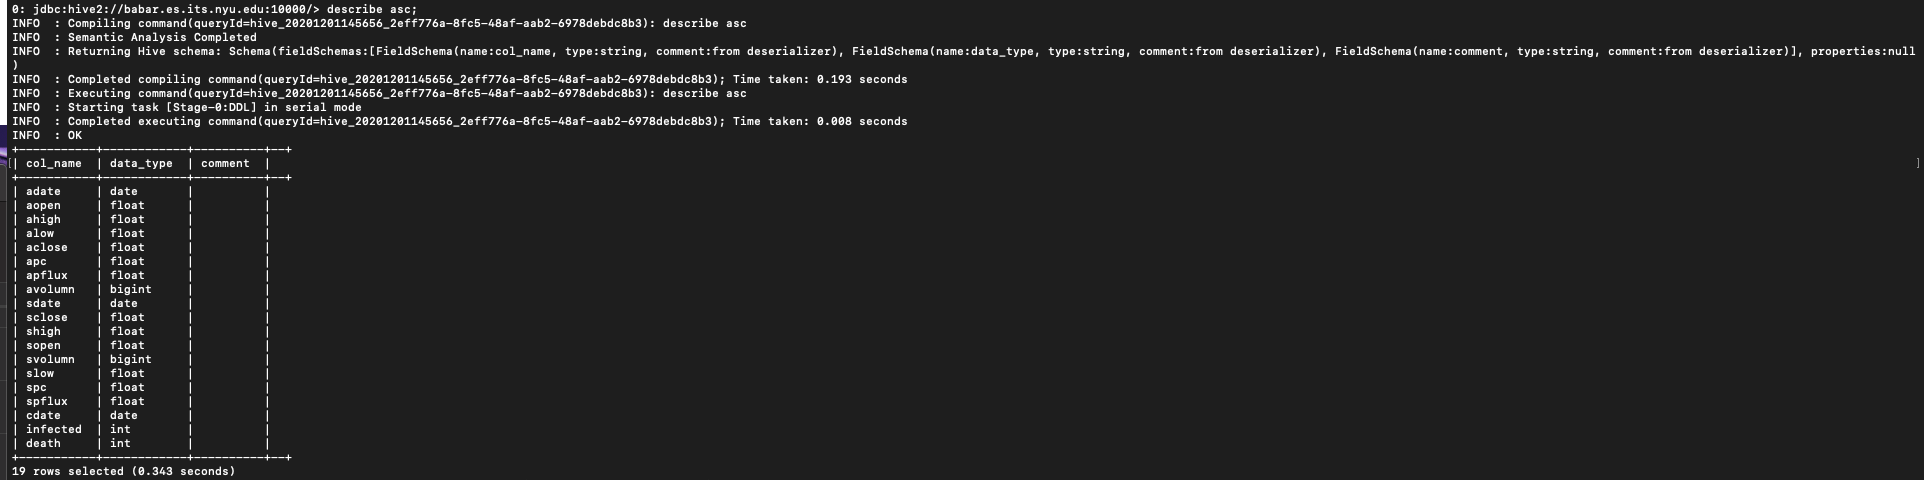 0: jdbc:hive2://babar.es.its.nyu.edu:10000/> describe asc;
INFO  : Compiling command(queryId=hive_20201201145656_2eff776a-8fc5-48af-aab2-6978debdc8b3): describe asc
INFO  : Semantic Analysis Completed
INFO  : Returning Hive schema: Schema(fieldSchemas:[FieldSchema(name:col_name, type:string, comment:from deserializer), FieldSchema(name:data_type, type:string, comment:from deserializer), FieldSchema(name:comment, type:string, comment:from deserializer)], properties:null
)
INFO  : Completed compiling command(queryId=hive_20201201145656_2eff776a-8fc5-48af-aab2-6978debdc8b3); Time taken: 0.193 seconds
INFO  : Executing command(queryId=hive_20201201145656_2eff776a-8fc5-48af-aab2-6978debdc8b3): describe asc
INFO  : Starting task [Stage-0:DDL] in serial mode
INFO  : Completed executing command(queryId=hive_20201201145656_2eff776a-8fc5-48af-aab2-6978debdc8b3); Time taken: 0.008 seconds
INFO  : OK
+-----------+------------+----------+--+
| col_name  | data_type  | comment  |
+-----------+------------+----------+--+
| adate     | date       |          |
| aopen     | float      |          |
| ahigh     | float      |          |
| alow      | float      |          |
| aclose    | float      |          |
| apc       | float      |          |
| apflux    | float      |          |
| avolumn   | bigint     |          |
| sdate     | date       |          |
| sclose    | float      |          |
| shigh     | float      |          |
| sopen     | float      |          |
| svolumn   | bigint     |          |
| slow      | float      |          |
| spc       | float      |          |
| spflux    | float      |          |
| cdate     | date       |          |
| infected  | int        |          |
| death     | int        |          |
+-----------+------------+----------+--+
19 rows selected (0.343 seconds)